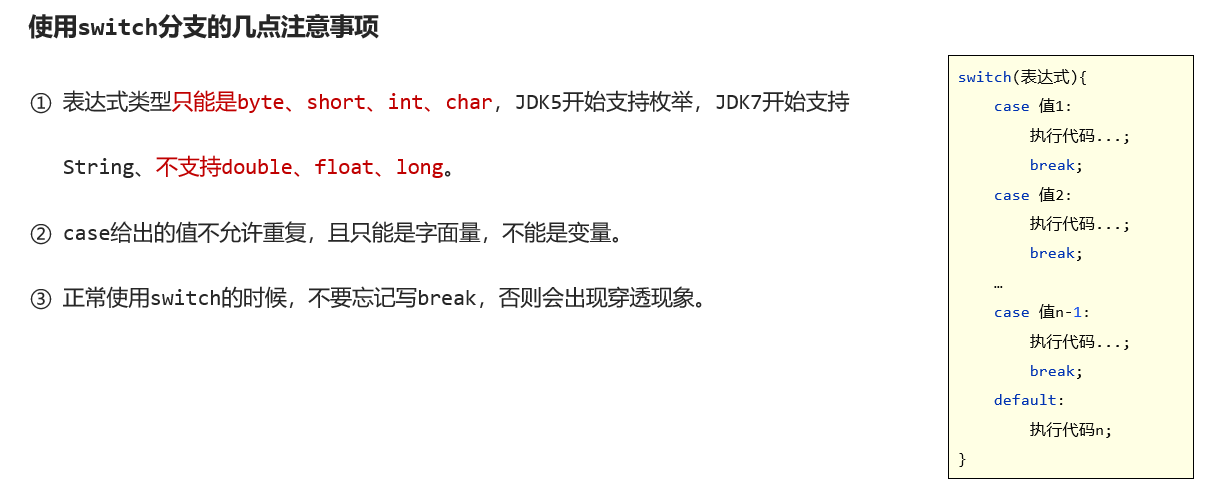 使用switch分支的几点注意事项
① 表达式类型只能是byte、short、int、char，JDK5开始支持枚举，JDK7开始支持
String、不支持double、float、long。
② case给出的值不允许重复，且只能是字面量，不能是变量。
③ 正常使用switch的时候，不要忘记写break，否则会出现穿透现象。
switch(表达式){
case 值1:
执行代码...;
break;
case 值2:
执行代码...;
break;
…
case 值n-1:
执行代码...;
break;
default:
执行代码n;
}